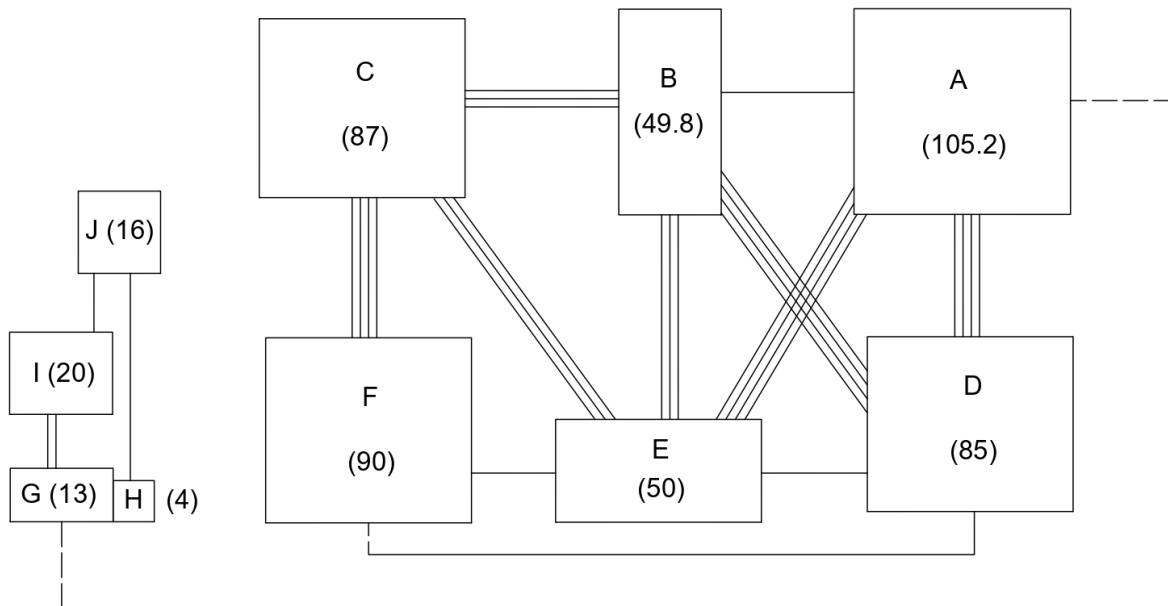 C
(87)
B
(49.8)
A
(105.2)
J (16)
I (20)
G (13)
H
(4)
F
(90)
E
(50)
D
(85)